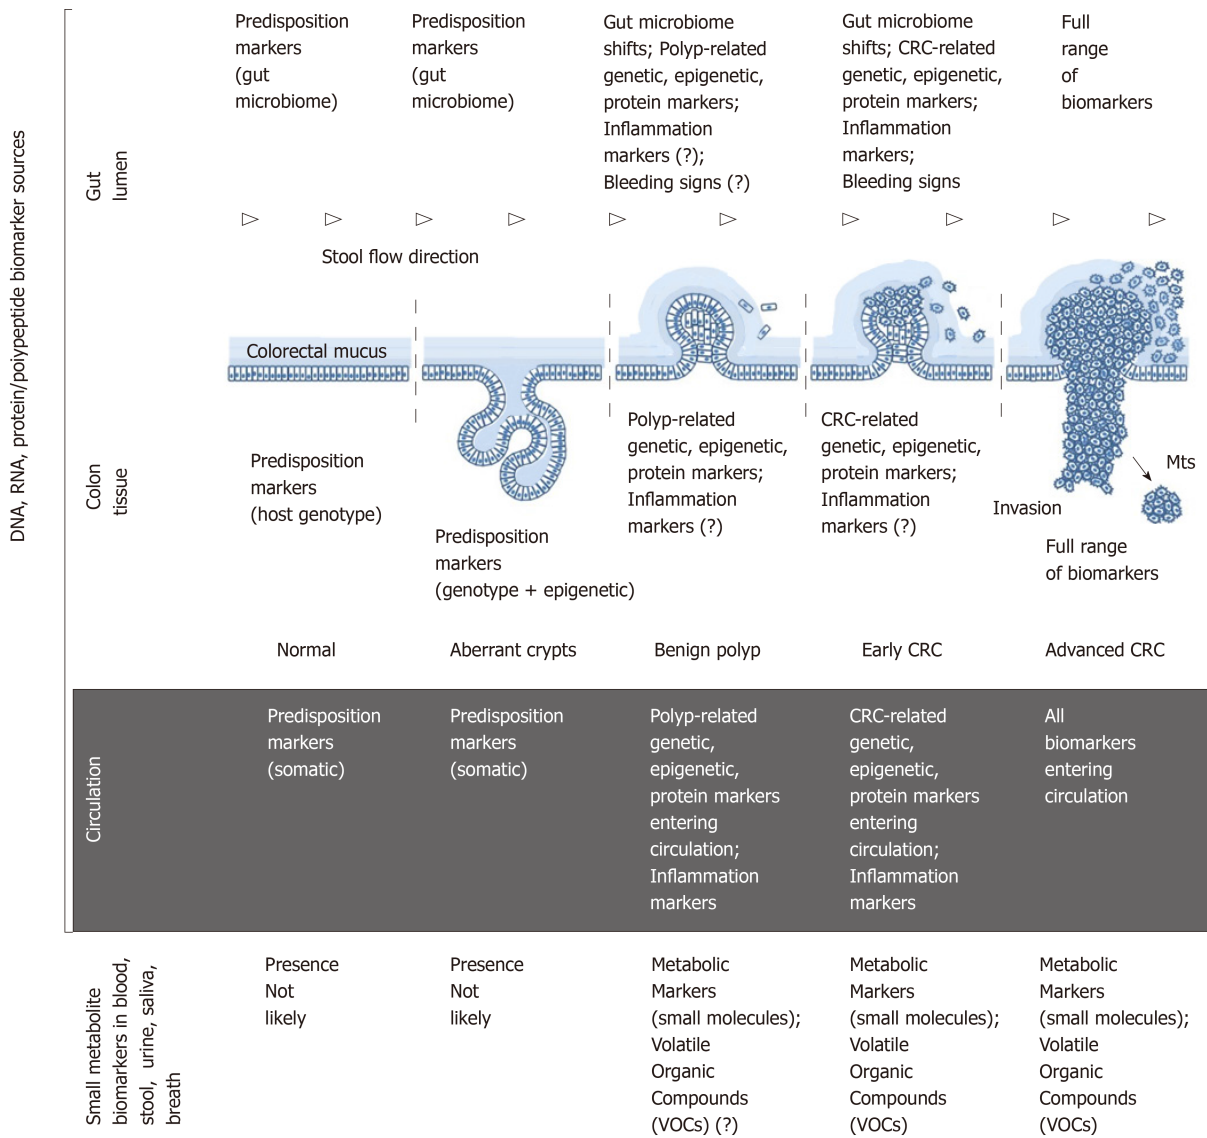 DNA, RNA, protein/polypeptide biomarker sources
Gut
lumen
Predisposition
markers
(gut
microbiome)
Predisposition
markers
(gut
microbiome)
Gut microbiome
shifts; Polyp-related
genetic, epigenetic,
protein markers;
Inflammation
markers (?);
Bleeding signs (?)
Gut microbiome
shifts; CRC-related
genetic, epigenetic,
protein markers;
Inflammation
markers;
Bleeding signs
Full
range
of
biomarkers
Stool flow direction
Colorectal mucus
Colon
tissue
Predisposition
markers
(host genotype)
Predisposition
markers
(genotype + epigenetic)
Polyp-related
genetic, epigenetic,
protein markers;
Inflammation
markers (?)
CRC-related
genetic, epigenetic,
protein markers;
Inflammation
markers (?)
Mts
Invasion
Full range
of biomarkers
Normal
Aberrant crypts
Benign polyp
Early CRC
Advanced CRC
Circulation
Predisposition
markers
(somatic)
Predisposition
markers
(somatic)
Polyp-related
genetic,
epigenetic,
protein markers
entering
circulation;
Inflammation
markers
CRC-related
genetic,
epigenetic,
protein markers
entering
circulation;
Inflammation
markers
All
biomarkers
entering
circulation
Small metabolite
biomarkers in blood,
stool, urine, saliva,
breath
Presence
Not
likely
Presence
Not
likely
Metabolic
Markers
(small molecules);
Volatile
Organic
Compounds
(VOCs) (?)
Metabolic
Markers
(small molecules);
Volatile
Organic
Compounds
(VOCs)
Metabolic
Markers
(small molecules);
Volatile
Organic
Compounds
(VOCs)